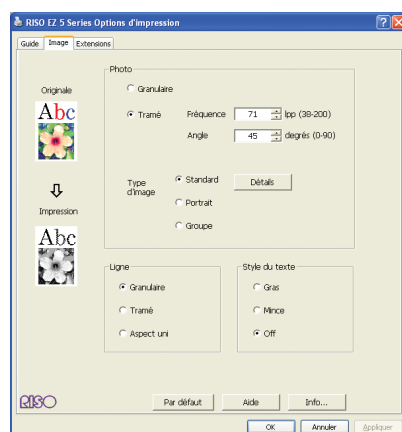 RISO EZ 5 Series Options d'impression
Guide Image Extensions
Photo
Originale
Abc
Granulaire
Tramé Fréquence 71 lpp (38-200)
Angle 45 degrés (0-90)
Type d'image
Standard Détails
Portrait
Groupe
Impression
Abc
Ligne
Granulaire
Tramé
Aspect uni
Style du texte
Gras
Mince
Off
RISO
Par défaut Aide Info...
OK Annuler Appliquer